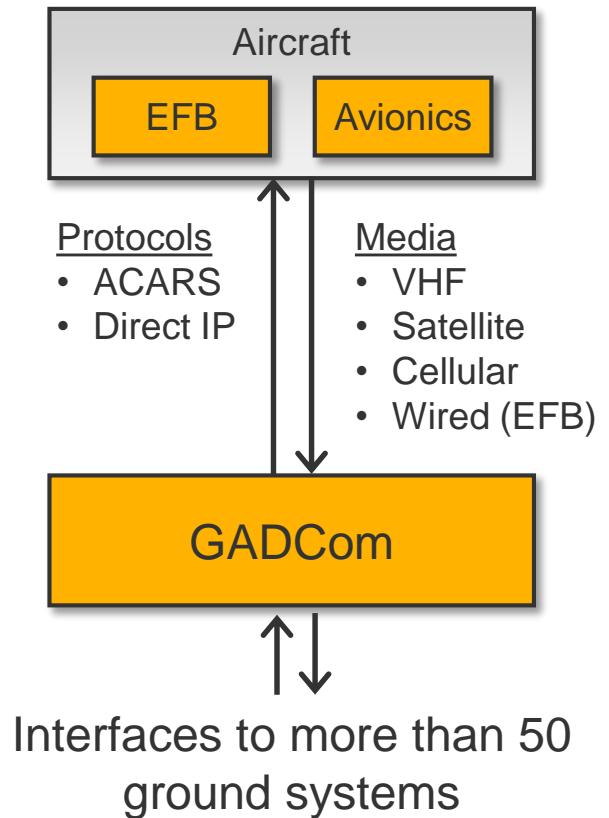 Aircraft
EFB
Avionics
Protocols
• ACARS
• Direct IP
Media
• VHF
• Satellite
• Cellular
• Wired (EFB)
GADCom
Interfaces to more than 50
ground systems